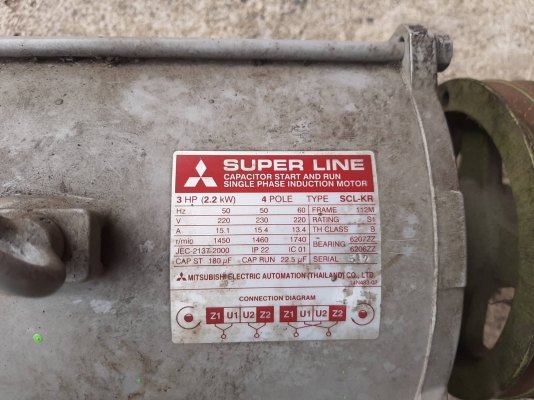 SUPER LINE
CAPACITOR START AND RUN
SINGLE PHASE INDUCTION MOTOR
3 HP (2.2 kW) 4 POLE TYPE SCL-KR
Hz 50 50 60 FRAME 112M
V 220 230 220 RATING S1
A 15.1 15.4 13.4 TH CLASS B
r/mip 1450 1460 1740 BEARING 6207ZZ
JEC-2137-2000 IP 22 IC 01 6206ZZ
CAP ST 180 µF CAP RUN 22.5 µF SERIAL
MITSUBISHI ELECTRIC AUTOMATION (THAILAND) CO., LTD.
CONNECTION DIAGRAM
Z1 U1 U2 Z2 Z1 U1 U2 Z2